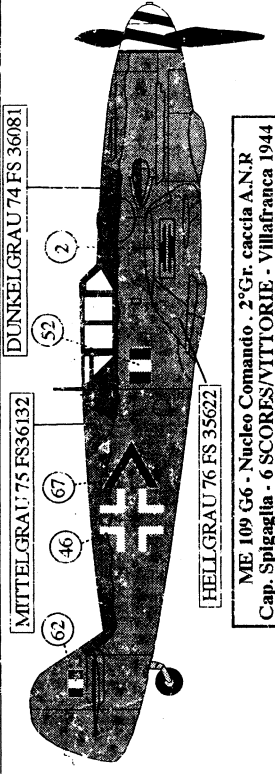 DUNKELGRAU 74 FS 36081
MITTELGRAU 75 FS36132
2
52
67
46
62
HELLGRAU 76 FS 35622
ME 109 G6 - Nucleo Comando . 2°Gr. caccia A.N.R
Cap. Spigaglia - 6 SCORES/VITTORIE - Villafranca 1944